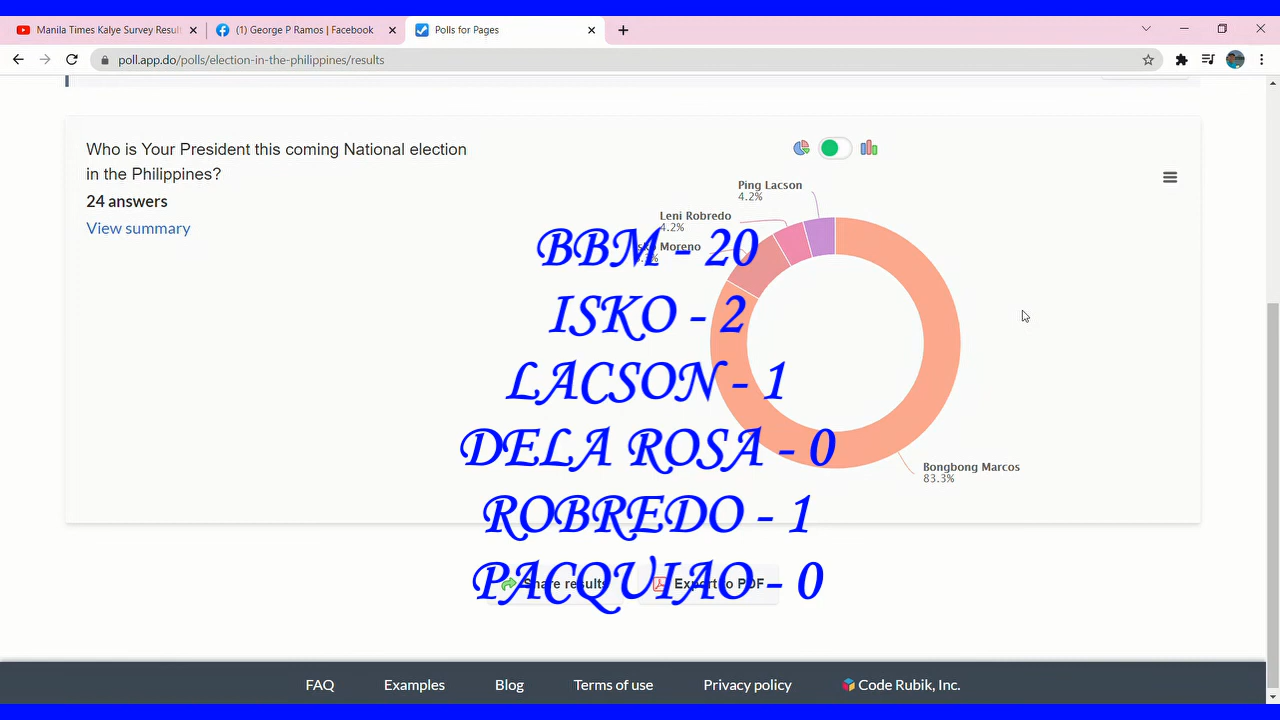 Manila Times Kalye Survey Resul
(1) George P Ramos | Facebook
Polls for Pages
poll.app.do/polls/election-in-the-philippines/results
Who is Your President this coming National election
in the Philippines?
24 answers
View summary
Ping Lacson
4.2%
Leni Robredo
4.2%
Moreno
BBM - 20
ISKO - 2
LACSON - 1
DELA ROSA - 0
Bongbong Marcos
83.3%
ROBREDO - 1
PACQUIAO - 0
Share results
Export to PDF
FAQ
Examples
Blog
Terms of use
Privacy policy
Code Rubik, Inc.